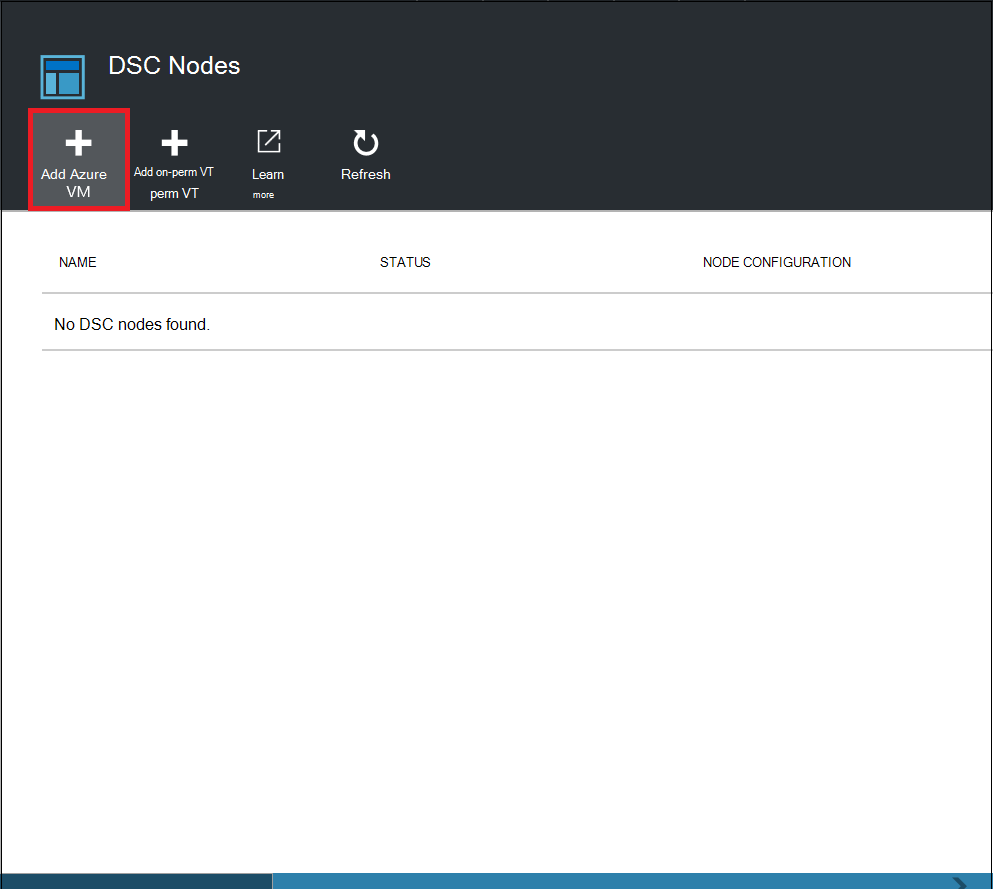 DSC Nodes
Add Azure
VM
Add on-perm VT
perm VT
Learn
more
Refresh
NAME STATUS NODE CONFIGURATION
No DSC nodes found.